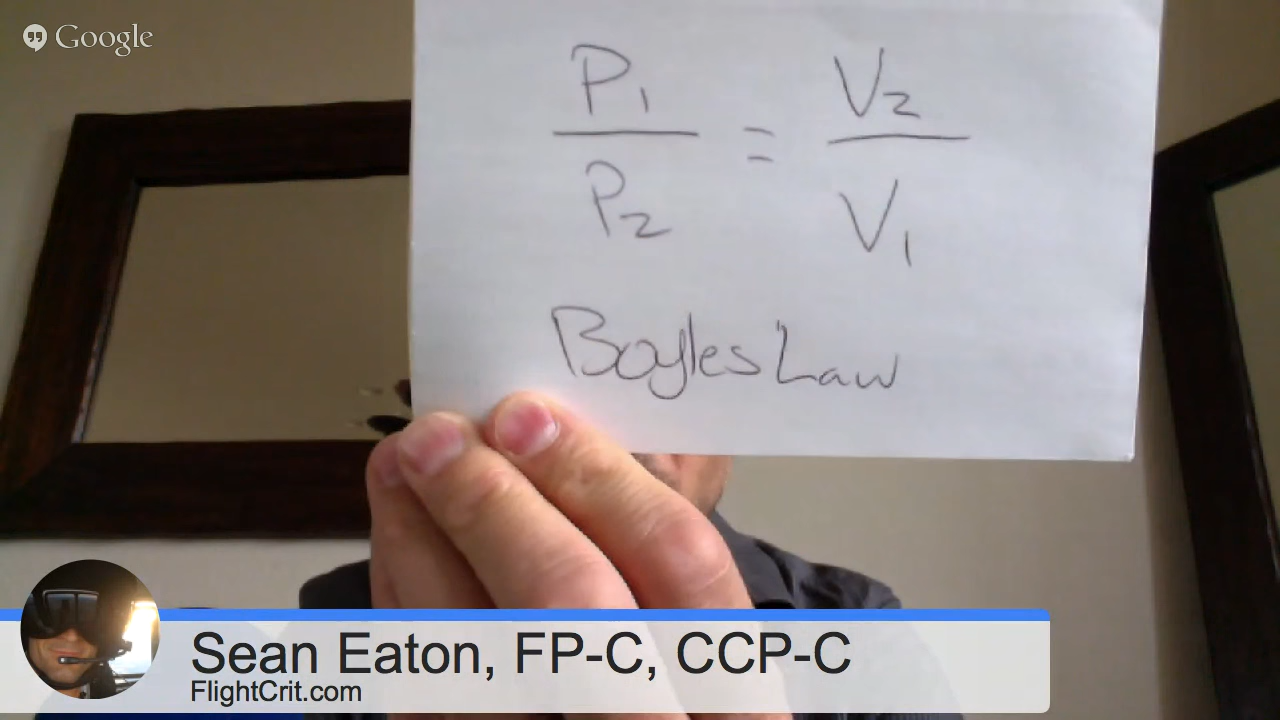 Google
P₁ = V₂
P₂ V₁
Boyles Law
Sean Eaton, FP-C, CCP-C
FlightCrit.com